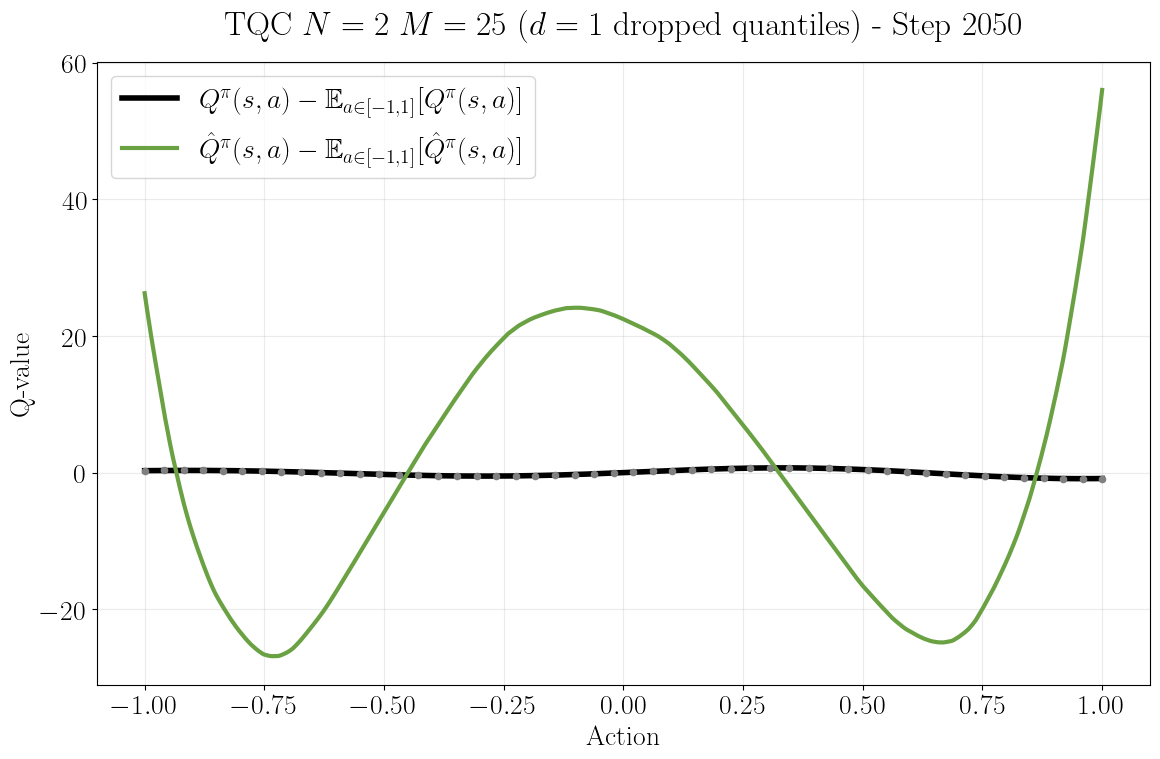 TQC N = 2 M = 25 (d = 1 dropped quantiles) - Step 2050
Q^π(s, a) − 𝔼_{a∈[−1,1]}[Q^π(s, a)]
Q̂^π(s, a) − 𝔼_{a∈[−1,1]}[Q̂^π(s, a)]
60
40
20
0
−20
Q-value
−1.00 −0.75 −0.50 −0.25 0.00 0.25 0.50 0.75 1.00
Action